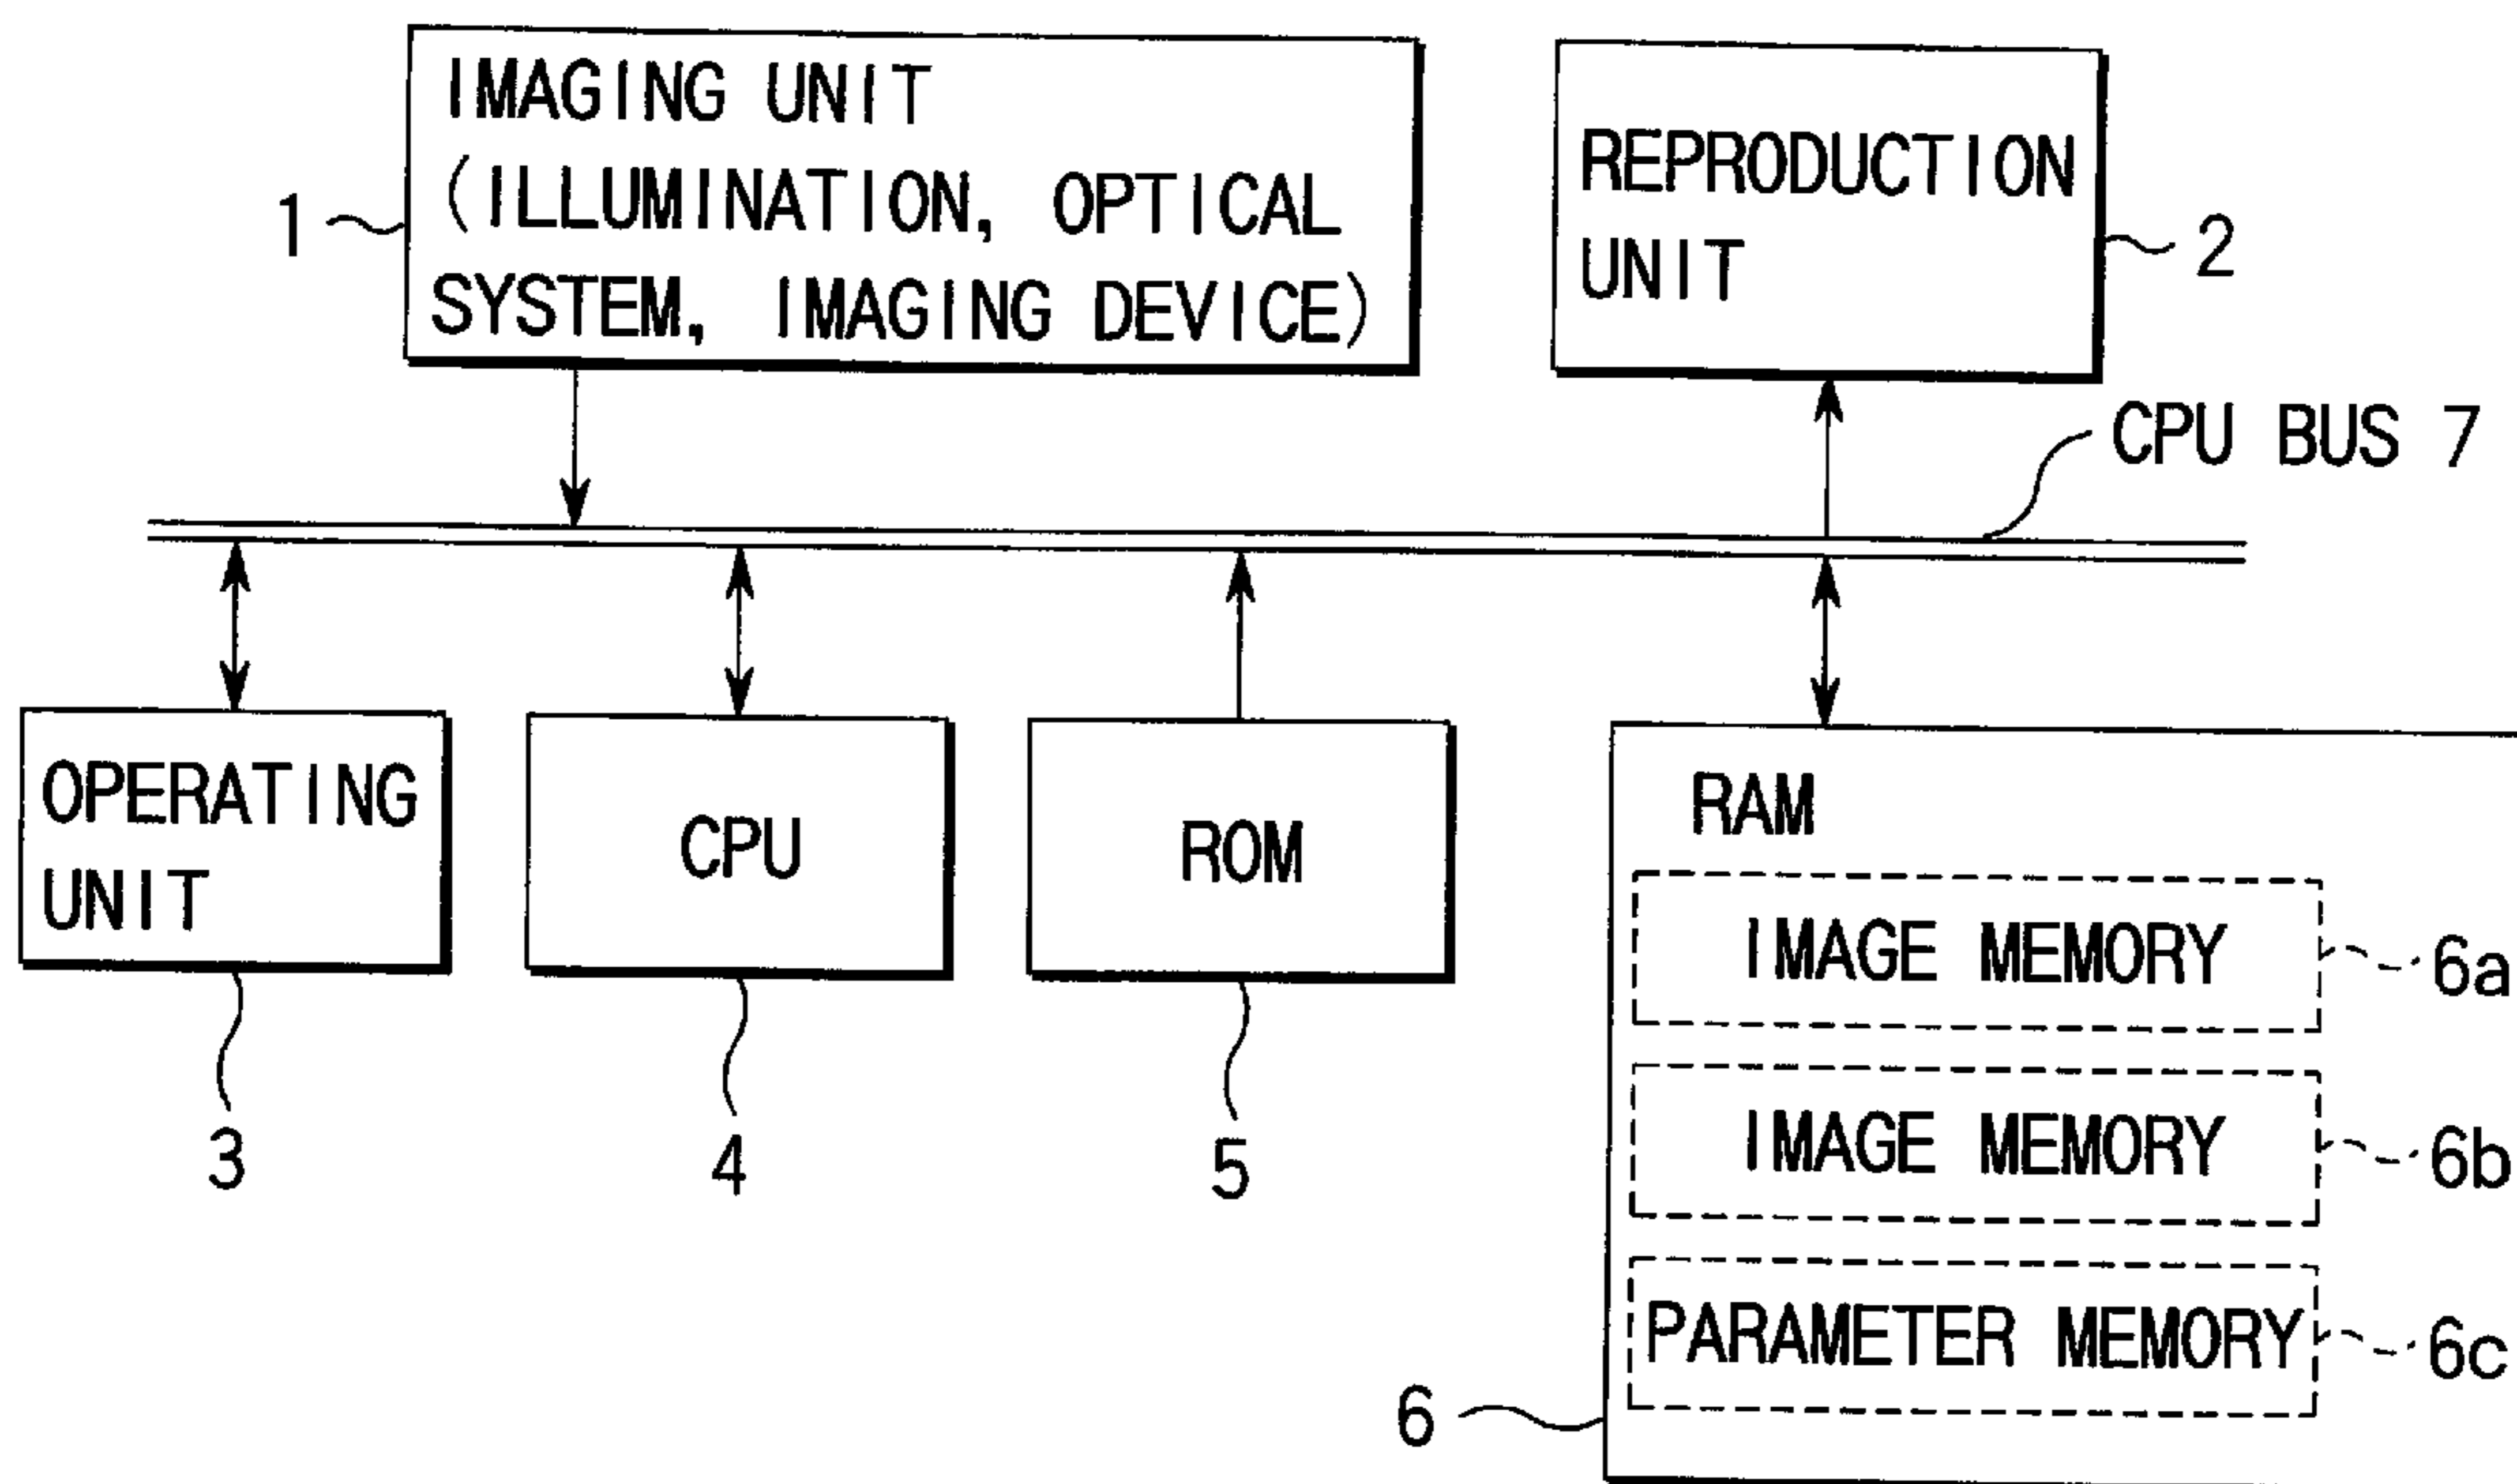 IMAGING UNIT
(ILLUMINATION, OPTICAL
SYSTEM, IMAGING DEVICE)
1
REPRODUCTION
UNIT
2
CPU BUS 7
OPERATING
UNIT
3
CPU
4
ROM
5
RAM
IMAGE MEMORY
6a
IMAGE MEMORY
6b
PARAMETER MEMORY
6c
6